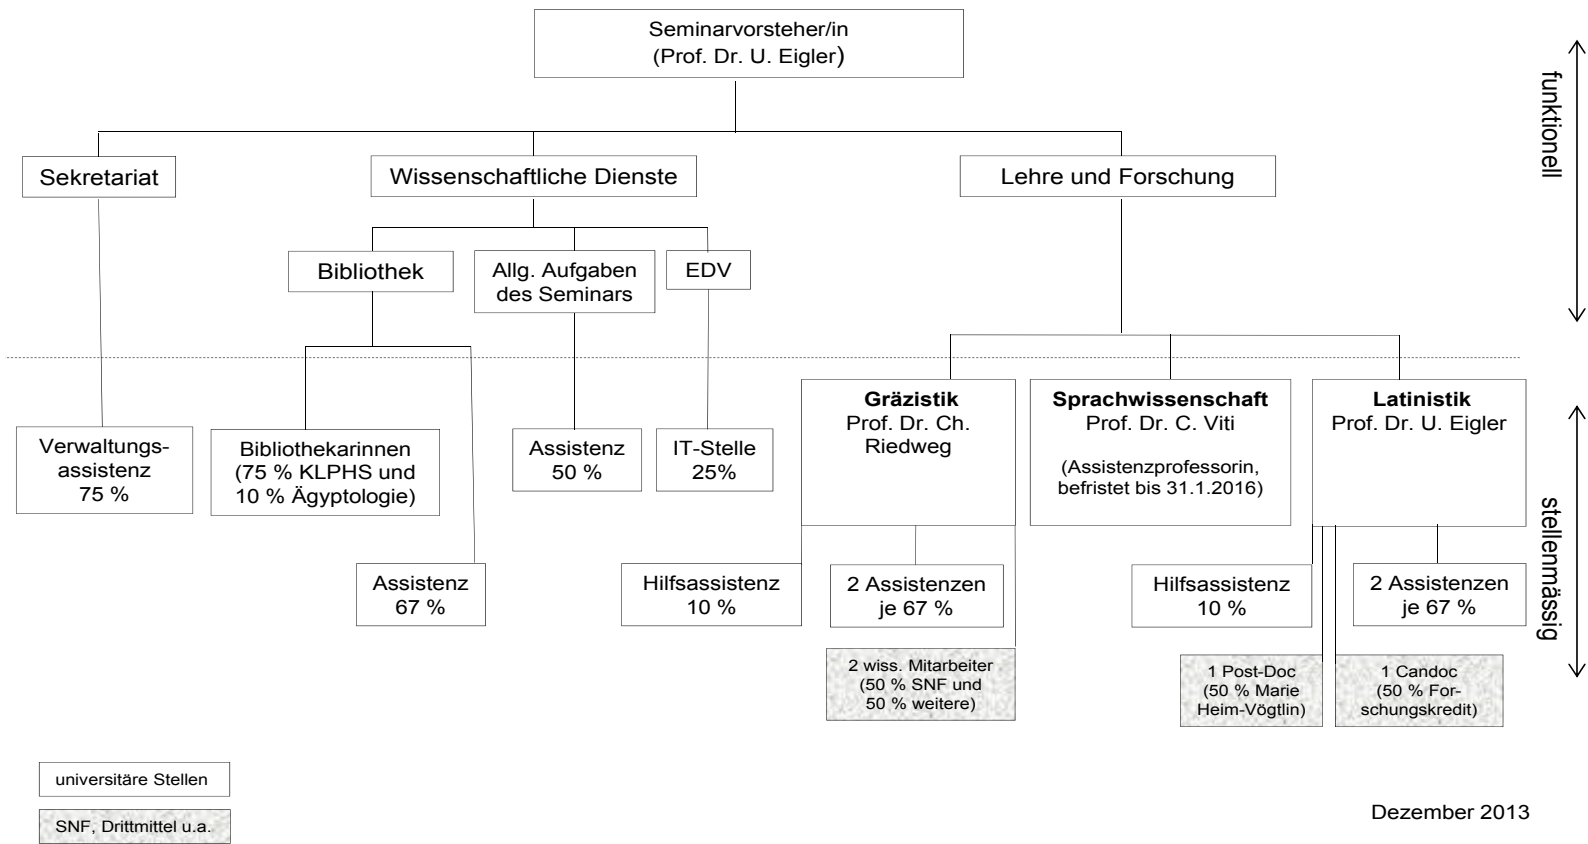 Seminarvorsteher/in
(Prof. Dr. U. Eigler)
funktionell
Sekretariat
Wissenschaftliche Dienste
Lehre und Forschung
Bibliothek
Allg. Aufgaben
des Seminars
EDV
Verwaltungs-
assistenz
75 %
Bibliothekarinnen
(75 % KLPHS und
10 % Ägyptologie)
Assistenz
50 %
IT-Stelle
25%
Gräzistik
Prof. Dr. Ch.
Riedweg
Sprachwissenschaft
Prof. Dr. C. Viti
(Assistenzprofessorin,
befristet bis 31.1.2016)
Latinistik
Prof. Dr. U. Eigler
stellenmässig
Assistenz
67 %
Hilfsassistenz
10 %
2 Assistenzen
je 67 %
Hilfsassistenz
10 %
2 Assistenzen
je 67 %
2 wiss. Mitarbeiter
(50 % SNF und
50 % weitere)
1 Post-Doc
(50 % Marie
Heim-Vögtlin)
1 Candoc
(50 % For-
schungskredit)
universitäre Stellen
SNF, Drittmittel u.a.
Dezember 2013